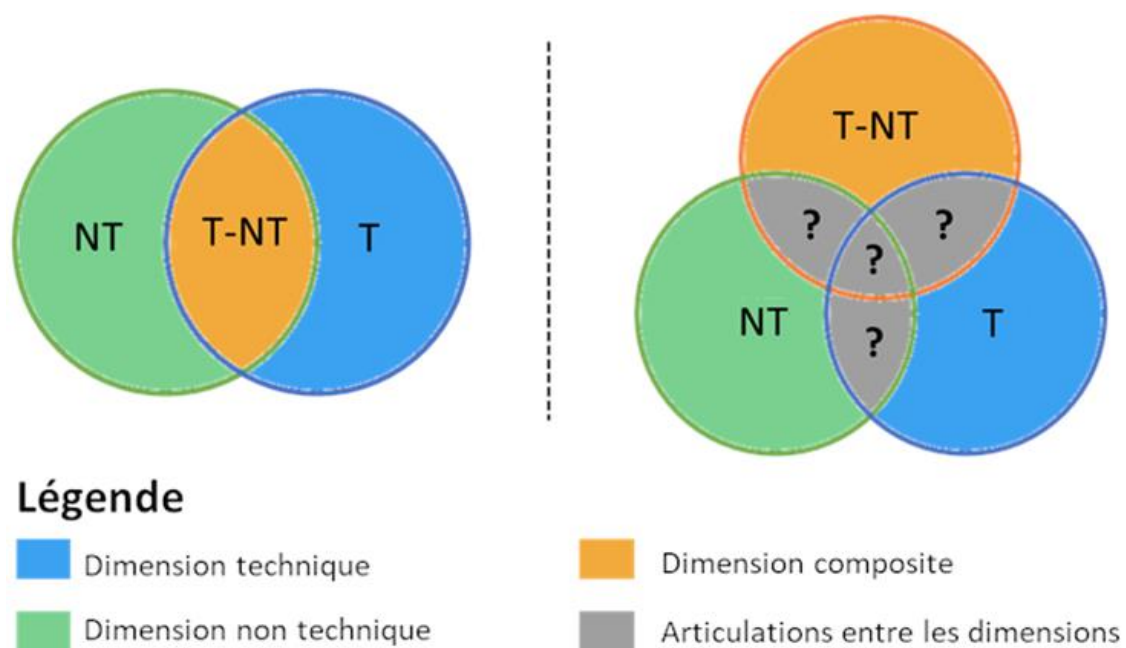 T-NT
?
?
?
NT
T-NT
T
NT
?
T
Légende
Dimension technique
Dimension composite
Dimension non technique
Articulations entre les dimensions